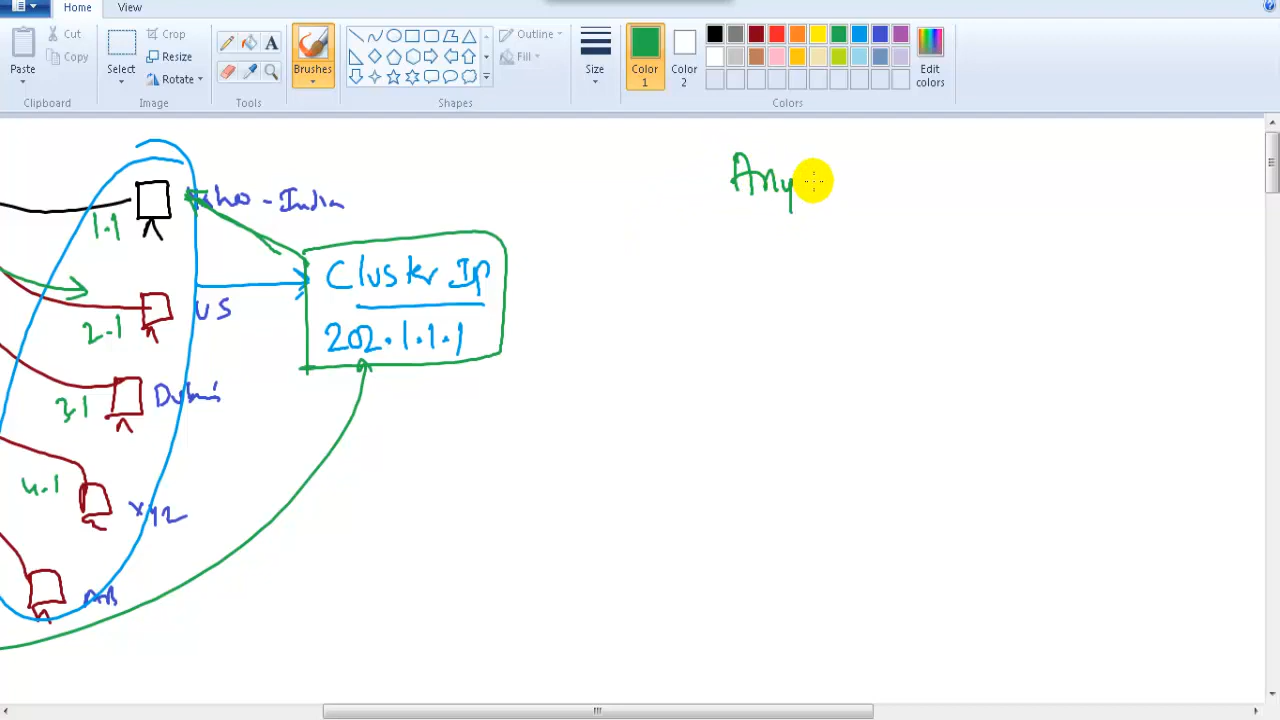 Home
View
Paste
Cut
Copy
Clipboard
Select
Crop
Resize
Rotate
Image
A
Tools
Brushes
Shapes
Outline
Fill
Size
Color
1
Color
2
Edit
colors
Colors
Any
- India
1.1
Cluster Ip
202.1.1.1
US
2.1
3.1
Dubai
4.1
xyz